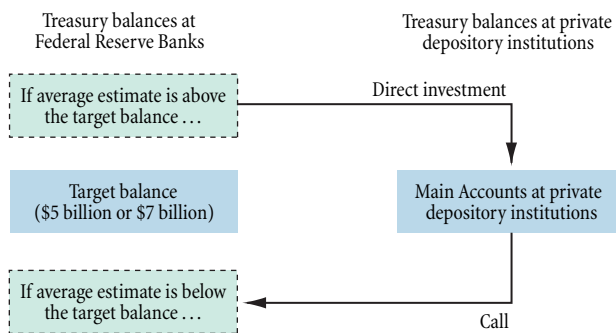 Treasury balances at
Federal Reserve Banks
Treasury balances at private
depository institutions
If average estimate is above
the target balance . . .
Direct investment
Target balance
($5 billion or $7 billion)
Main Accounts at private
depository institutions
If average estimate is below
the target balance . . .
Call